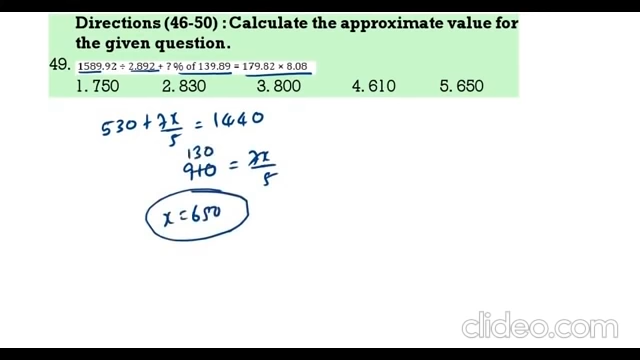 Directions (46-50) : Calculate the approximate value for
the given question.
49. 1589.92 ÷ 2.892 + ? % of 139.89 = 179.82 × 8.08
1. 750 2. 830 3. 800 4. 610 5. 650
530 + 7x/5 = 1440
130
910 = 7x/5
x = 650
clideo.com